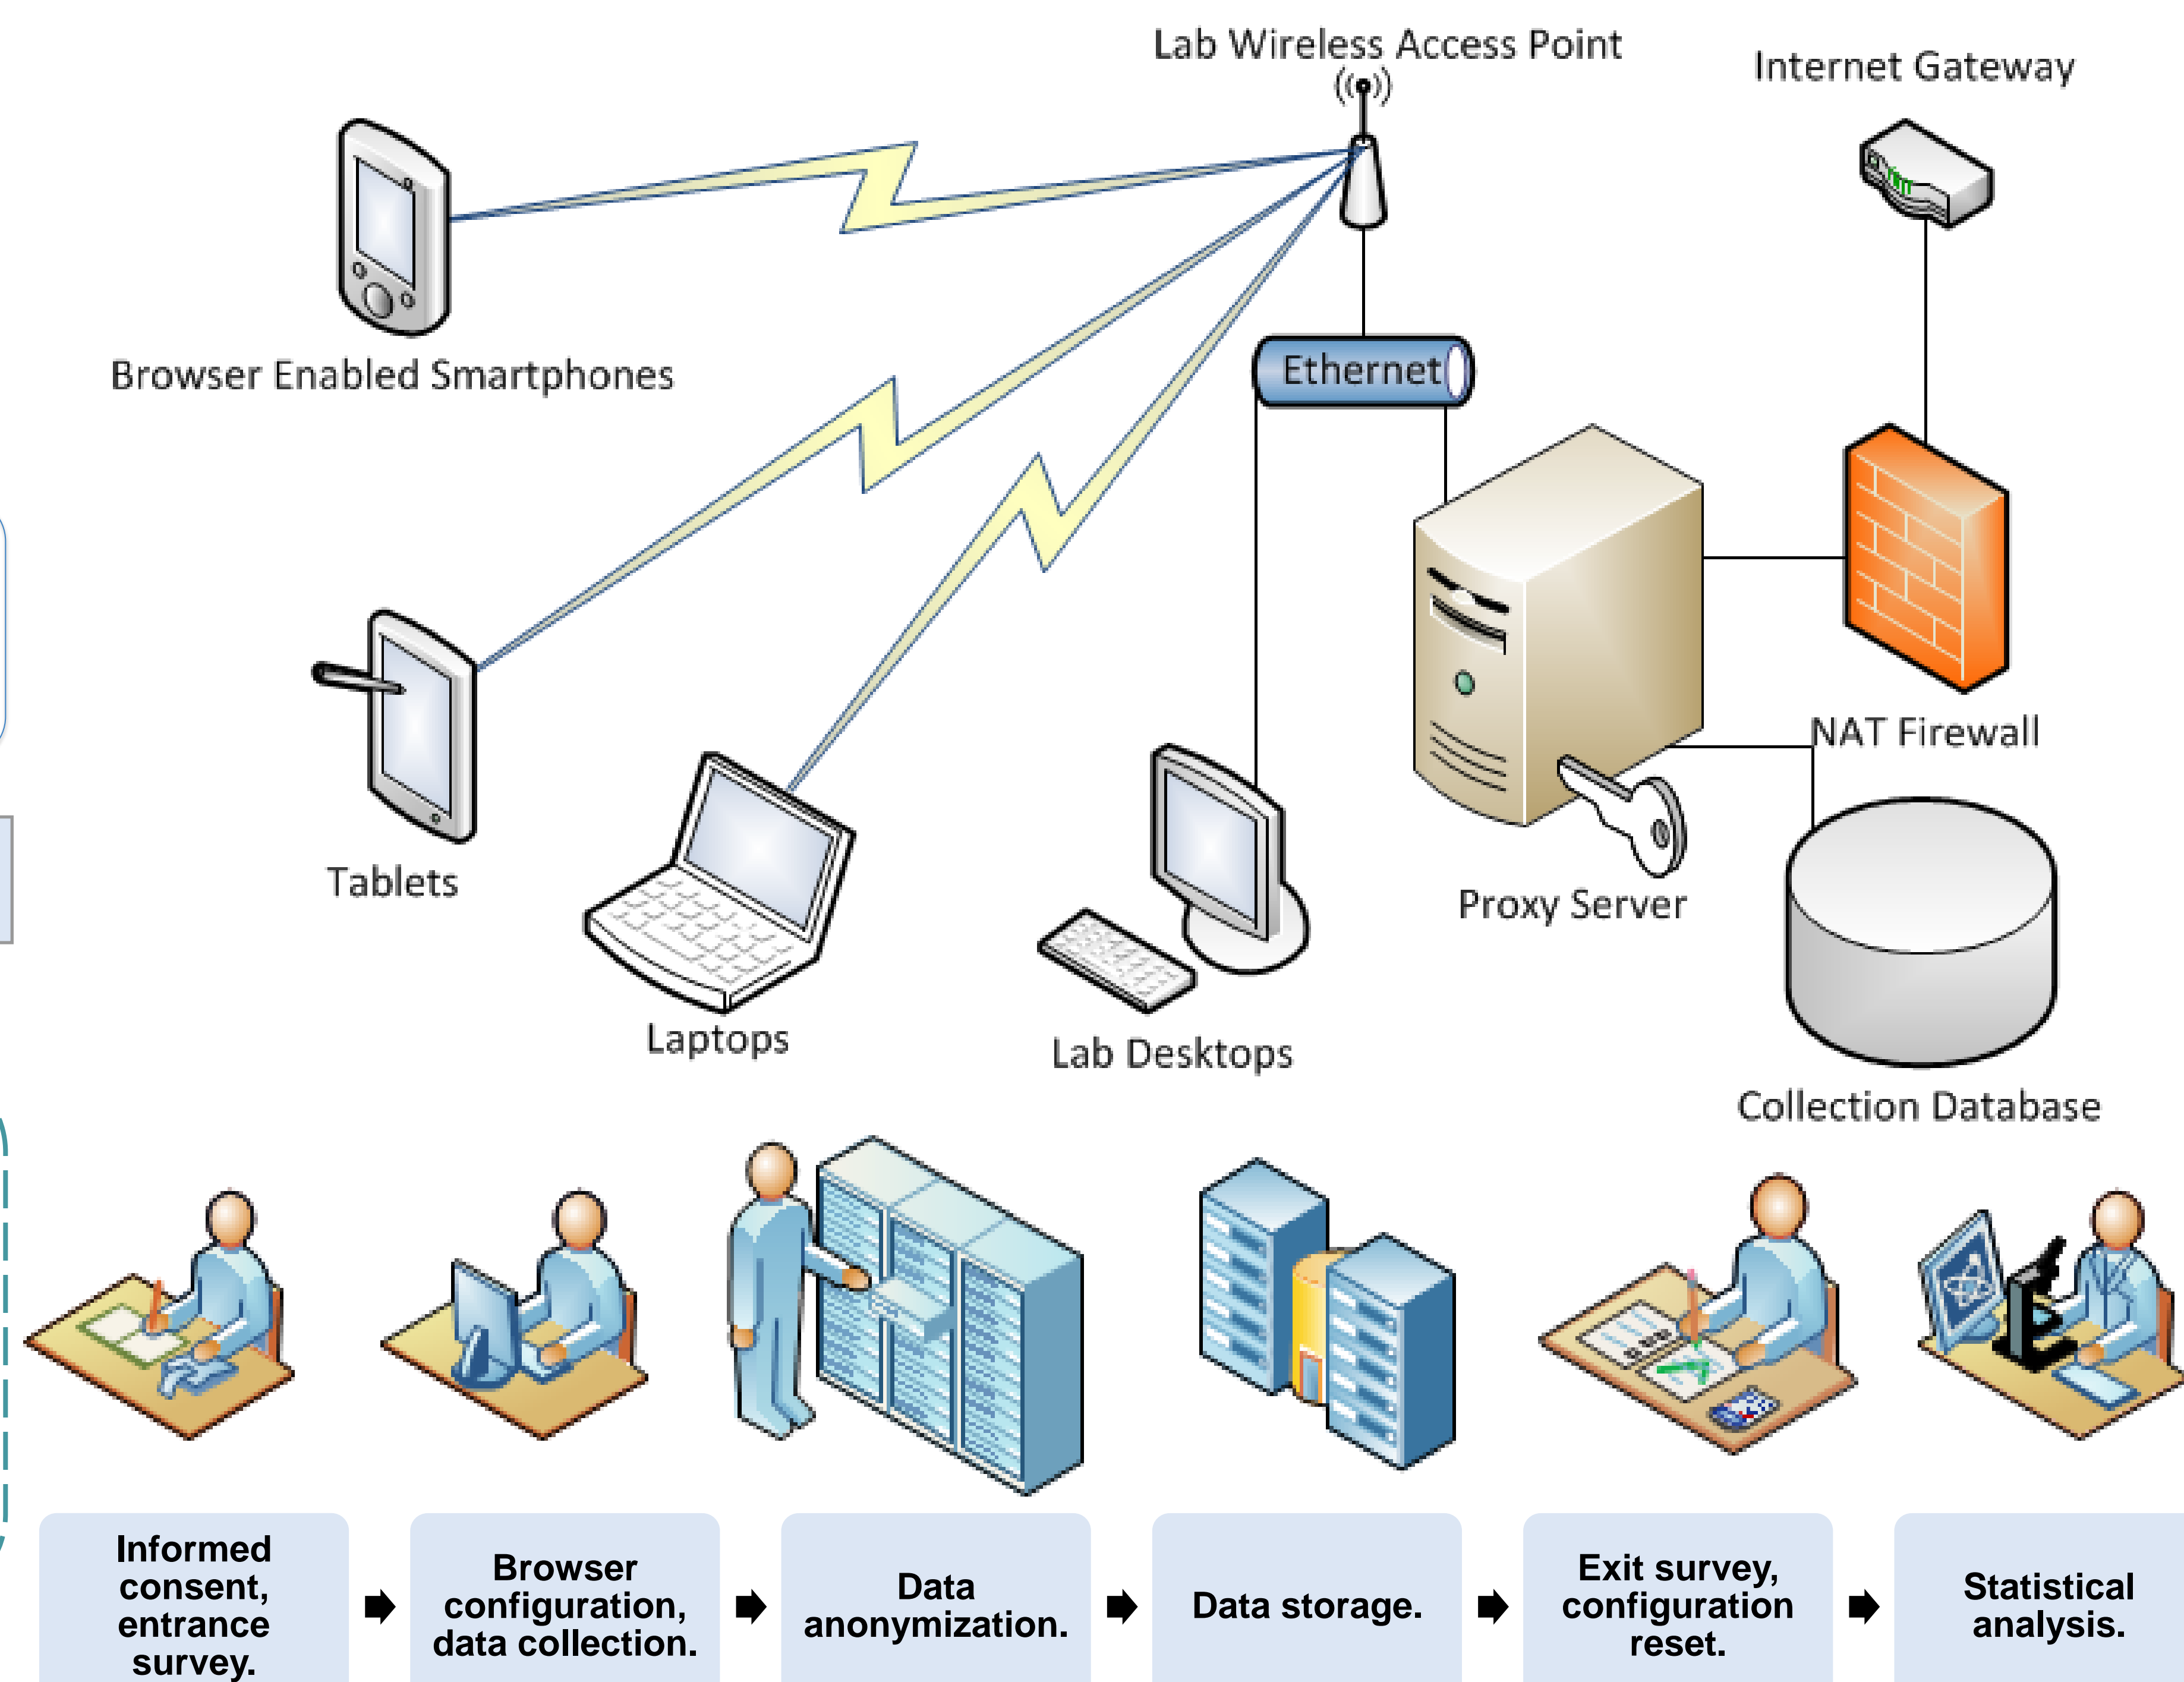 Lab Wireless Access Point
Internet Gateway
Browser Enabled Smartphones
Ethernet
NAT Firewall
Tablets
Proxy Server
Laptops
Lab Desktops
Collection Database
Informed
consent,
entrance
survey.
Browser
configuration,
data collection.
Data
anonymization.
Data storage.
Exit survey,
configuration
reset.
Statistical
analysis.